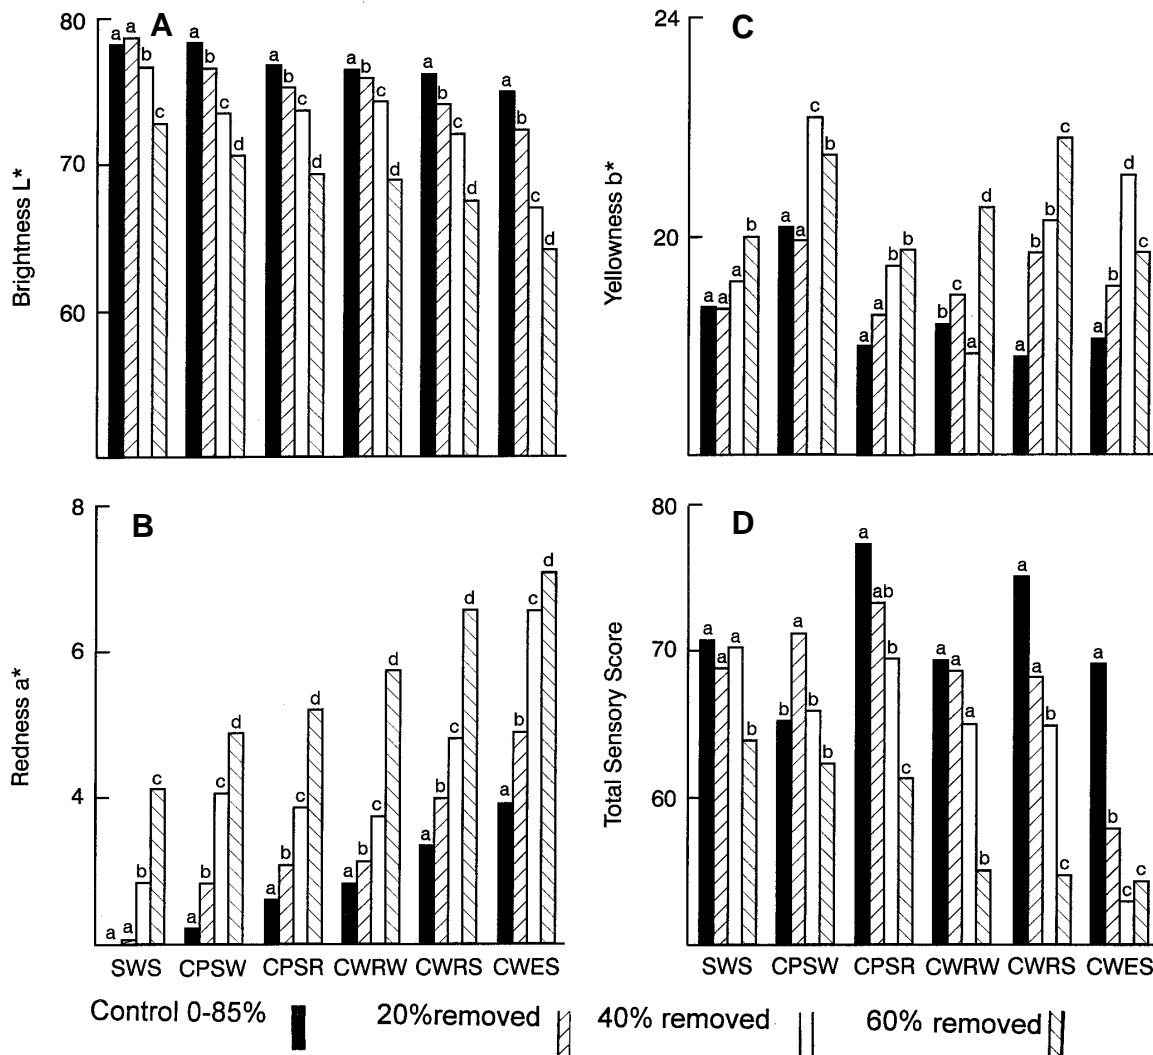 A
80
70
60
Brightness L*
a a b c
a b c d
a b c d
a b c d
a b c d
a b c d
C
24
20
Yellowness b*
a a a b
a a c b
a a b b
b c a d
a b b c
a b d c
B
8
6
4
Redness a*
a a b c
a b c d
a b c d
a b c d
a b c d
a b c d
SWS CPSW CPSR CWRW CWRS CWES
D
80
70
60
Total Sensory Score
a a a b
b a b b
a ab b c
a a a b
a a b c
a b c c
SWS CPSW CPSR CWRW CWRS CWES
Control 0-85% 20%removed 40% removed 60% removed